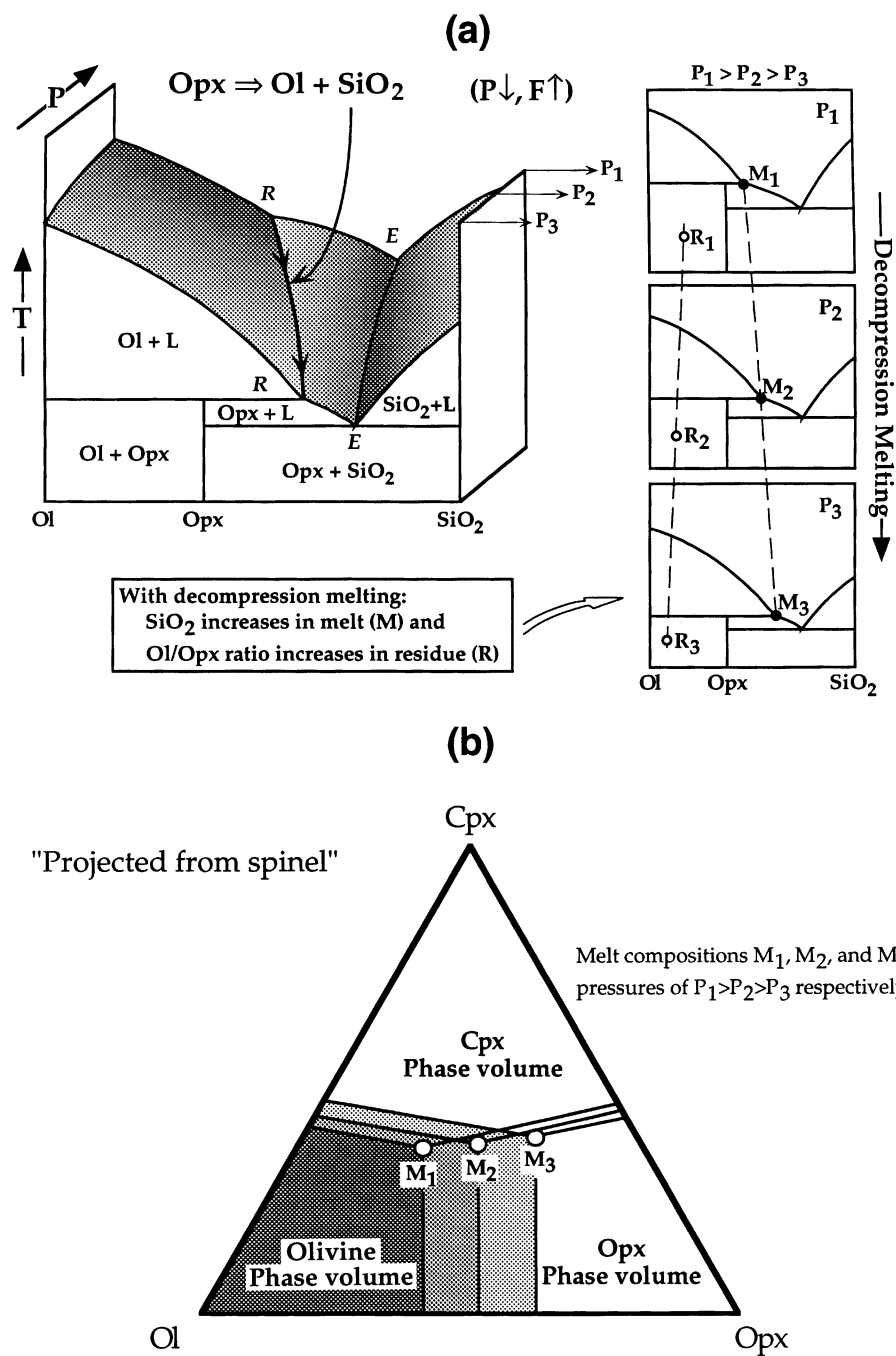 (a)
P
Opx ⇒ Ol + SiO2
(P↓, F↑)
R
E
P1
P2
P3
T
Ol + L
R
Opx + L
SiO2+L
E
Ol + Opx
Opx + SiO2
Ol
Opx
SiO2
With decompression melting:
SiO2 increases in melt (M) and
Ol/Opx ratio increases in residue (R)
P1 > P2 > P3
P1
M1
R1
P2
M2
R2
P3
M3
R3
Ol
Opx
SiO2
Decompression Melting
(b)
"Projected from spinel"
Cpx
Melt compositions M1, M2, and M
pressures of P1>P2>P3 respectively
Cpx
Phase volume
M1
M2
M3
Olivine
Phase volume
Opx
Phase volume
Ol
Opx